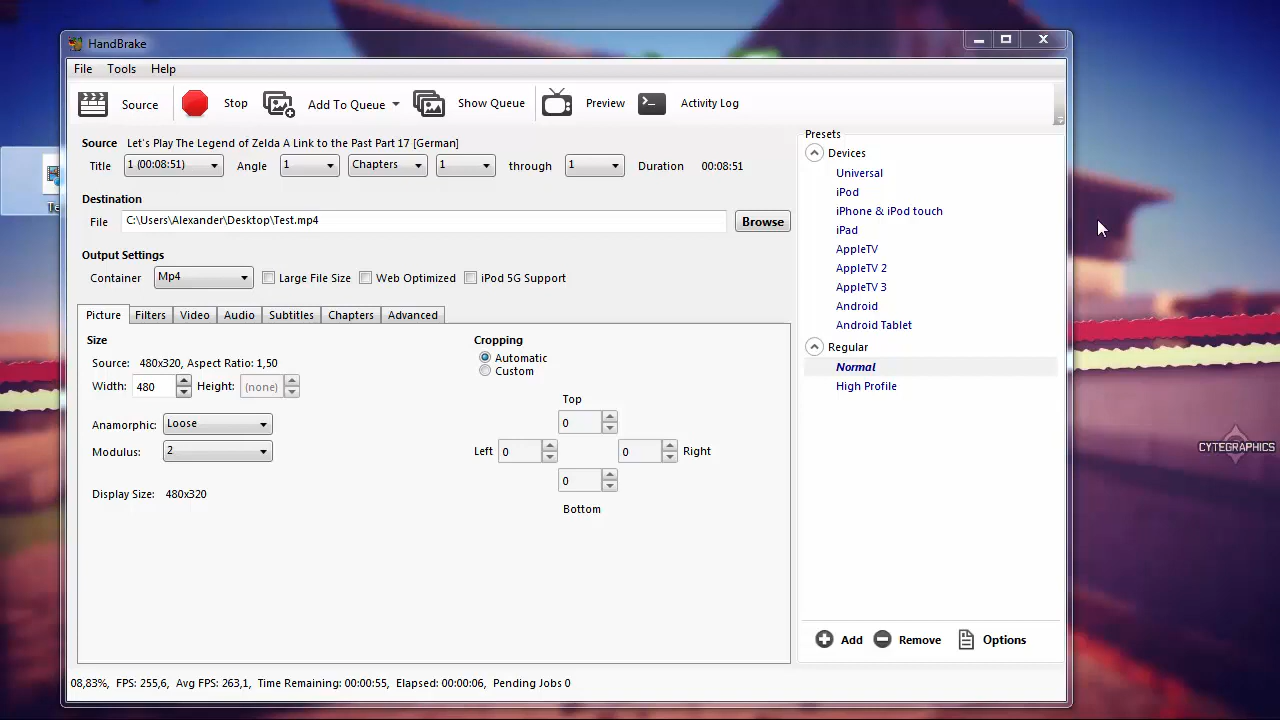 HandBrake
File Tools Help
Source Stop Add To Queue Show Queue Preview Activity Log
Source Let's Play The Legend of Zelda A Link to the Past Part 17 [German]
Title 1 (00:08:51) Angle 1 Chapters 1 through 1 Duration 00:08:51
Destination
File C:\Users\Alexander\Desktop\Test.mp4 Browse
Output Settings
Container Mp4 Large File Size Web Optimized iPod 5G Support
Picture Filters Video Audio Subtitles Chapters Advanced
Size
Source: 480x320, Aspect Ratio: 1,50
Width: 480 Height: (none)
Anamorphic: Loose
Modulus: 2
Display Size: 480x320
Cropping
Automatic
Custom
Top
0
Left 0 0 Right
0
Bottom
Presets
Devices
Universal
iPod
iPhone & iPod touch
iPad
AppleTV
AppleTV 2
AppleTV 3
Android
Android Tablet
Regular
Normal
High Profile
Add Remove Options
08,83%, FPS: 255,6, Avg FPS: 263,1, Time Remaining: 00:00:55, Elapsed: 00:00:06, Pending Jobs 0
CYTEGRAPHICS